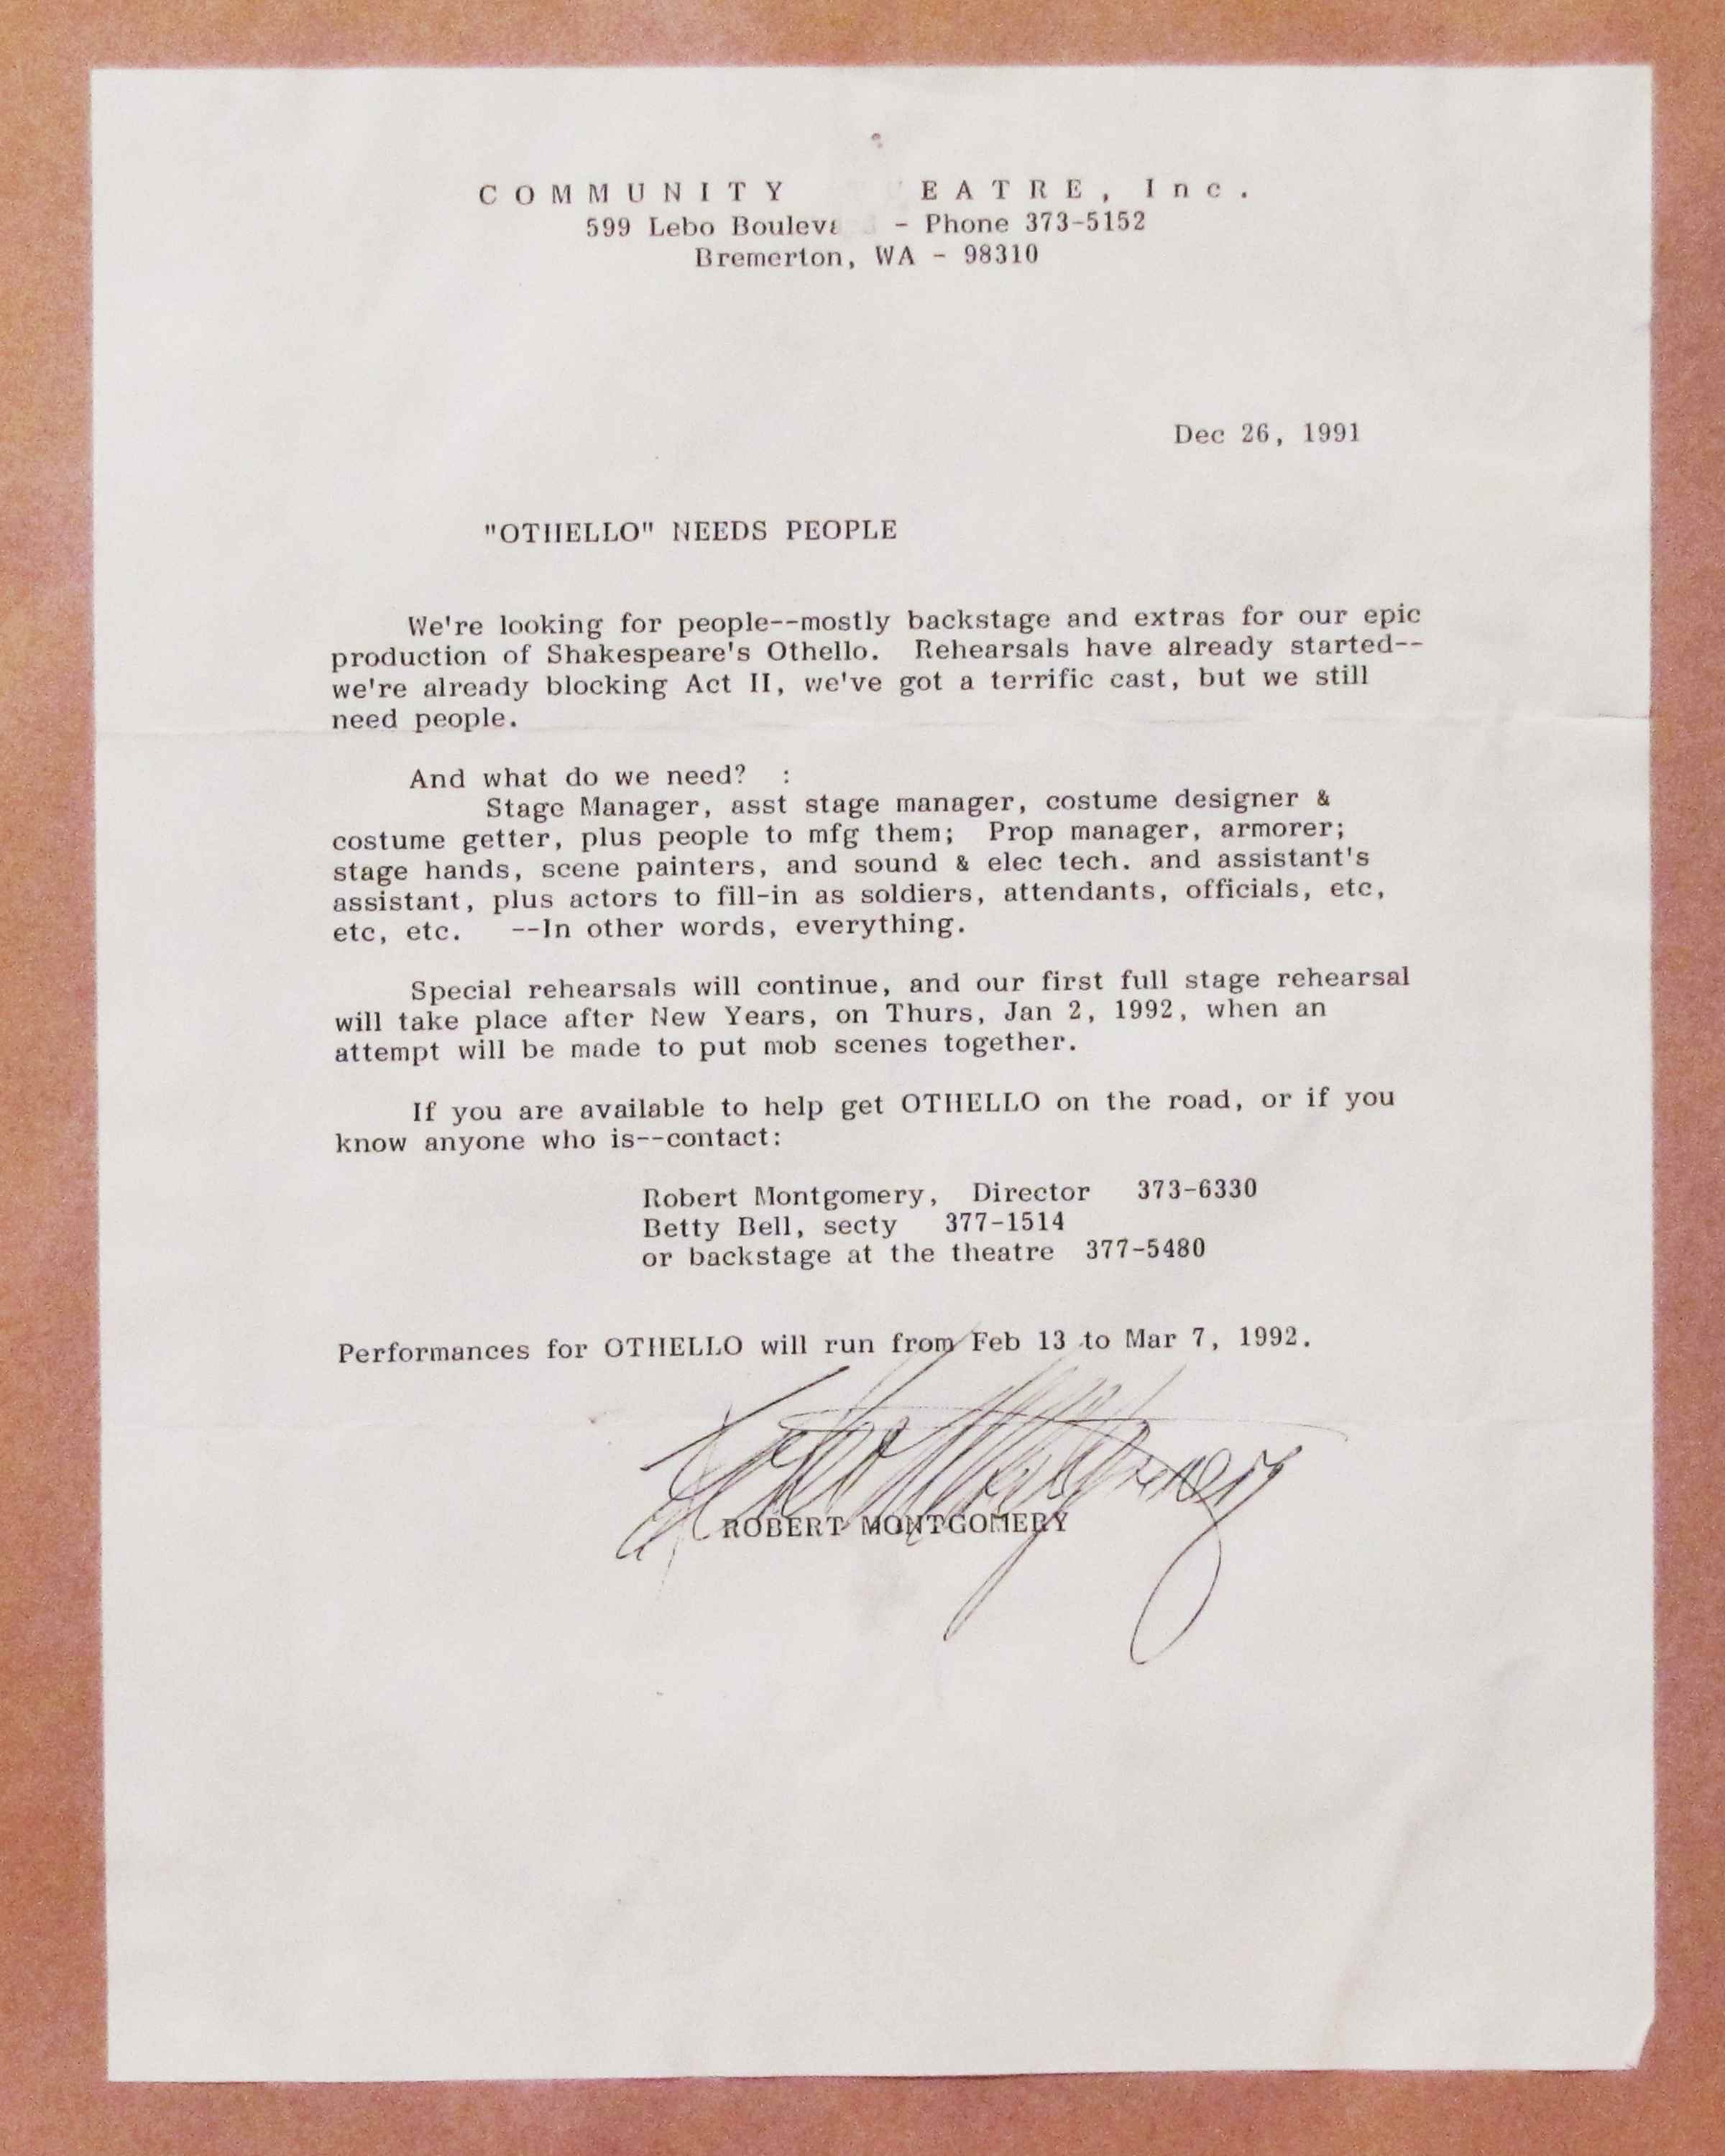 COMMUNITY EATRE, Inc.
599 Lebo - Phone 373-5152
Bremerton, WA - 98310
Dec 26, 1991
"OTHELLO" NEEDS PEOPLE
We're looking for people--mostly backstage and extras for our epic
production of Shakespeare's Othello. Rehearsals have already started--
we're already blocking Act II, we've got a terrific cast, but we still
need people.
And what do we need? :
Stage Manager, asst stage manager, costume designer &
costume getter, plus people to mfg them; Prop manager, armorer;
stage hands, scene painters, and sound & elec tech. and assistant's
assistant, plus actors to fill-in as soldiers, attendants, officials, etc,
etc, etc. --In other words, everything.
Special rehearsals will continue, and our first full stage rehearsal
will take place after New Years, on Thurs, Jan 2, 1992, when an
attempt will be made to put mob scenes together.
If you are available to help get OTHELLO on the road, or if you
know anyone who is--contact:
Robert Montgomery, Director 373-6330
Betty Bell, secty 377-1514
or backstage at the theatre 377-5480
Performances for OTHELLO will run from Feb 13 to Mar 7, 1992.
ROBERT MONTGOMERY